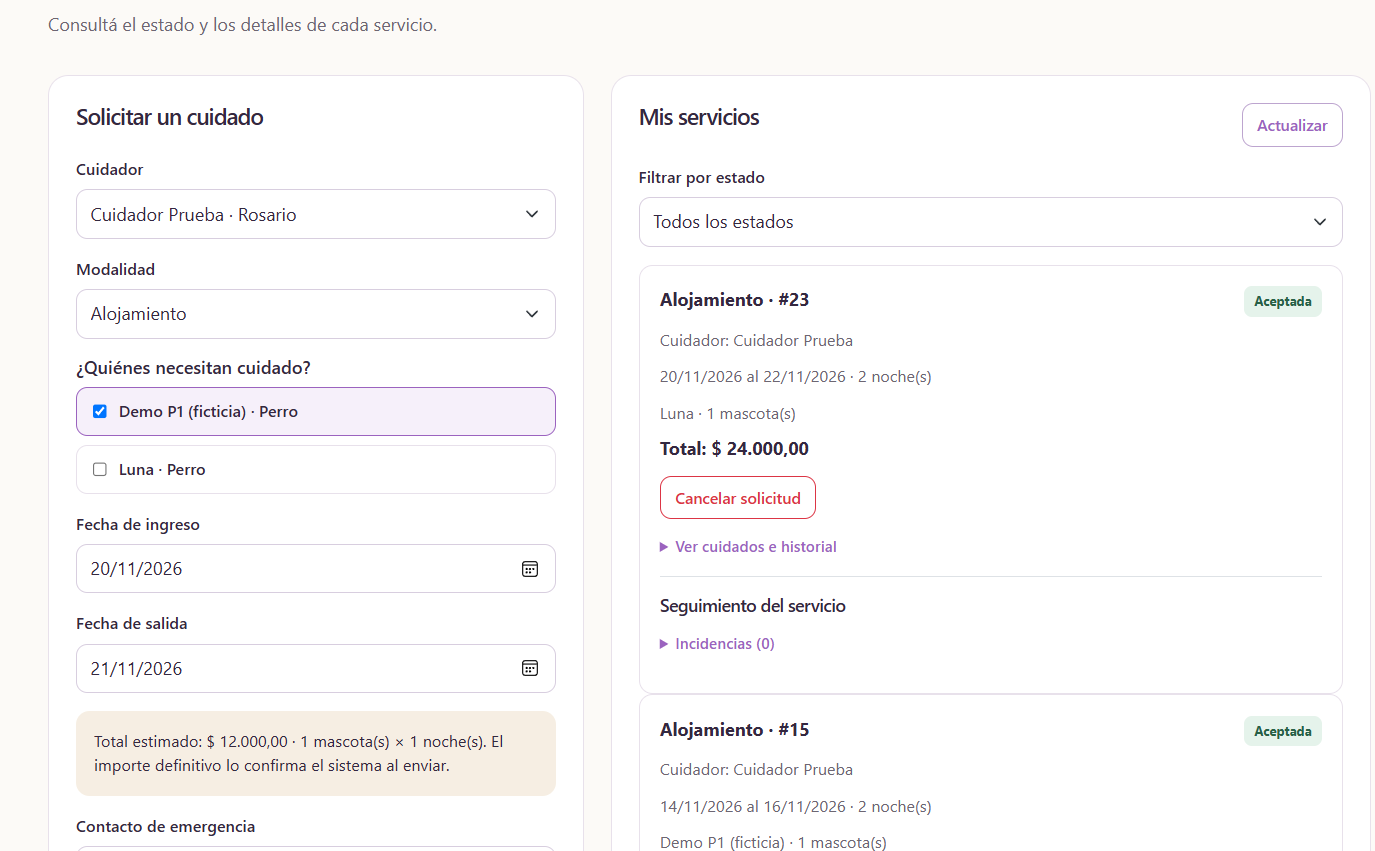 Consultá el estado y los detalles de cada servicio.
Solicitar un cuidado
Cuidador
Cuidador Prueba · Rosario
Modalidad
Alojamiento
¿Quiénes necesitan cuidado?
Demo P1 (ficticia) · Perro
Luna · Perro
Fecha de ingreso
20/11/2026
Fecha de salida
21/11/2026
Total estimado: $ 12.000,00 · 1 mascota(s) × 1 noche(s). El
importe definitivo lo confirma el sistema al enviar.
Contacto de emergencia
Mis servicios
Actualizar
Filtrar por estado
Todos los estados
Alojamiento · #23
Aceptada
Cuidador: Cuidador Prueba
20/11/2026 al 22/11/2026 · 2 noche(s)
Luna · 1 mascota(s)
Total: $ 24.000,00
Cancelar solicitud
Ver cuidados e historial
Seguimiento del servicio
Incidencias (0)
Alojamiento · #15
Aceptada
Cuidador: Cuidador Prueba
14/11/2026 al 16/11/2026 · 2 noche(s)
Demo P1 (ficticia) · 1 mascota(s)